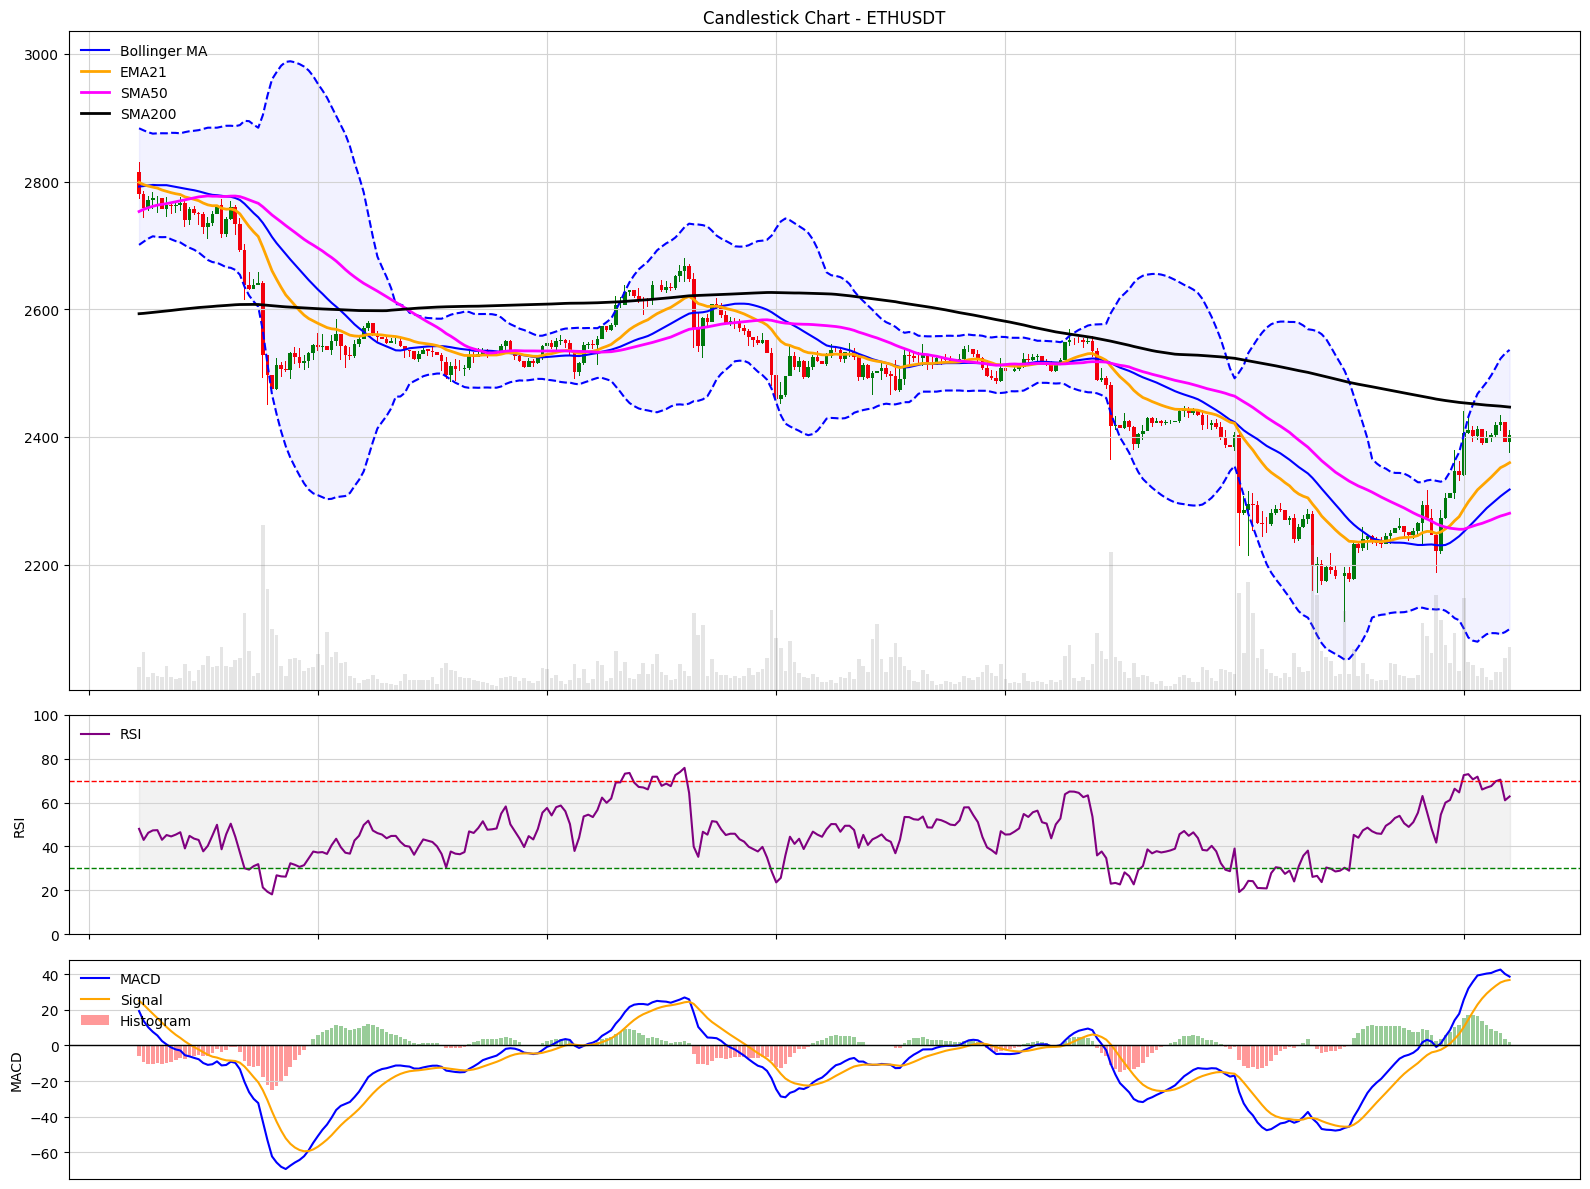 Candlestick Chart - ETHUSDT
Bollinger MA
EMA21
SMA50
SMA200
3000
2800
2600
2400
2200
RSI
100
80
60
40
20
0
RSI
MACD
Signal
Histogram
40
20
0
−20
−40
−60
MACD